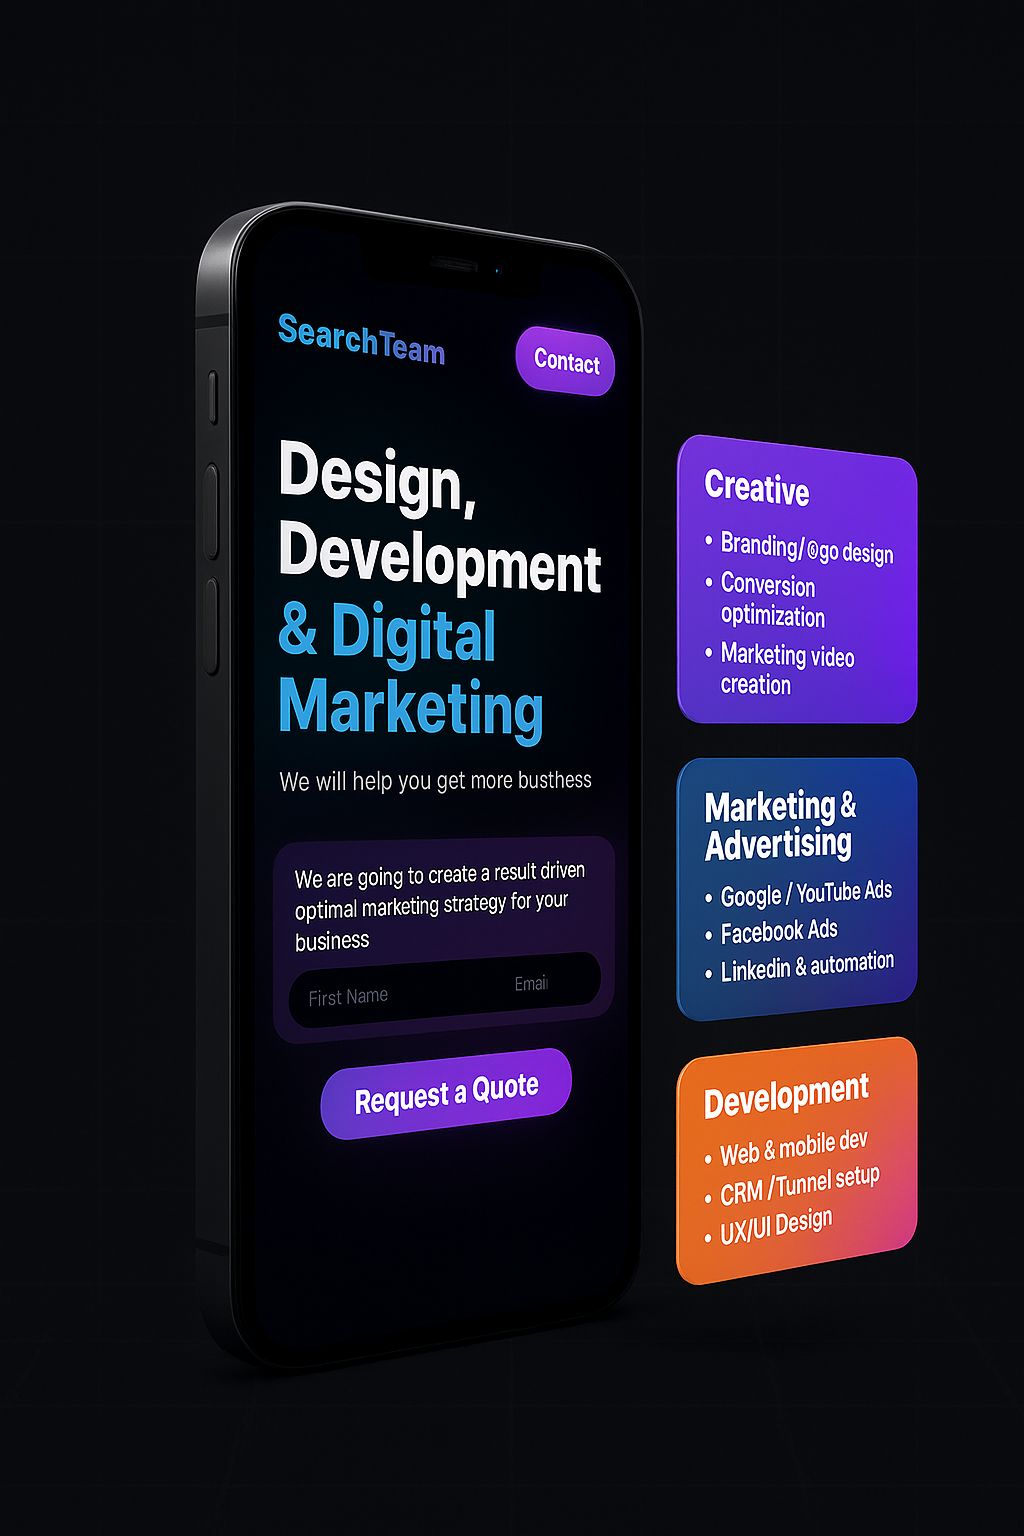 SearchTeam
Contact
Design,
Development
& Digital
Marketing
We will help you get more busthess
We are going to create a result driven
optimal marketing strategy for your
business
First Name
Email
Request a Quote
Creative
• Branding/ go design
• Conversion
optimization
• Marketing video
creation
Marketing &
Advertising
• Google / YouTube Ads
• Facebook Ads
• Linkedin & automation
Development
• Web & mobile dev
• CRM /Tunnel setup
• UX/UI Design